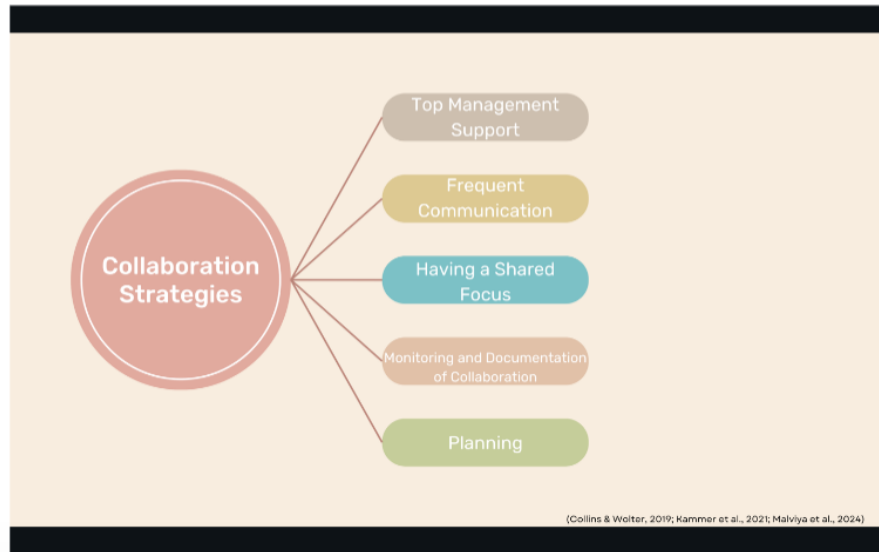 Collaboration
Strategies
Top Management
Support
Frequent
Communication
Having a Shared
Focus
Monitoring and Documentation
of Collaboration
Planning
(Collins & Wolter, 2019; Kammer et al., 2021; Malviya et al., 2024)